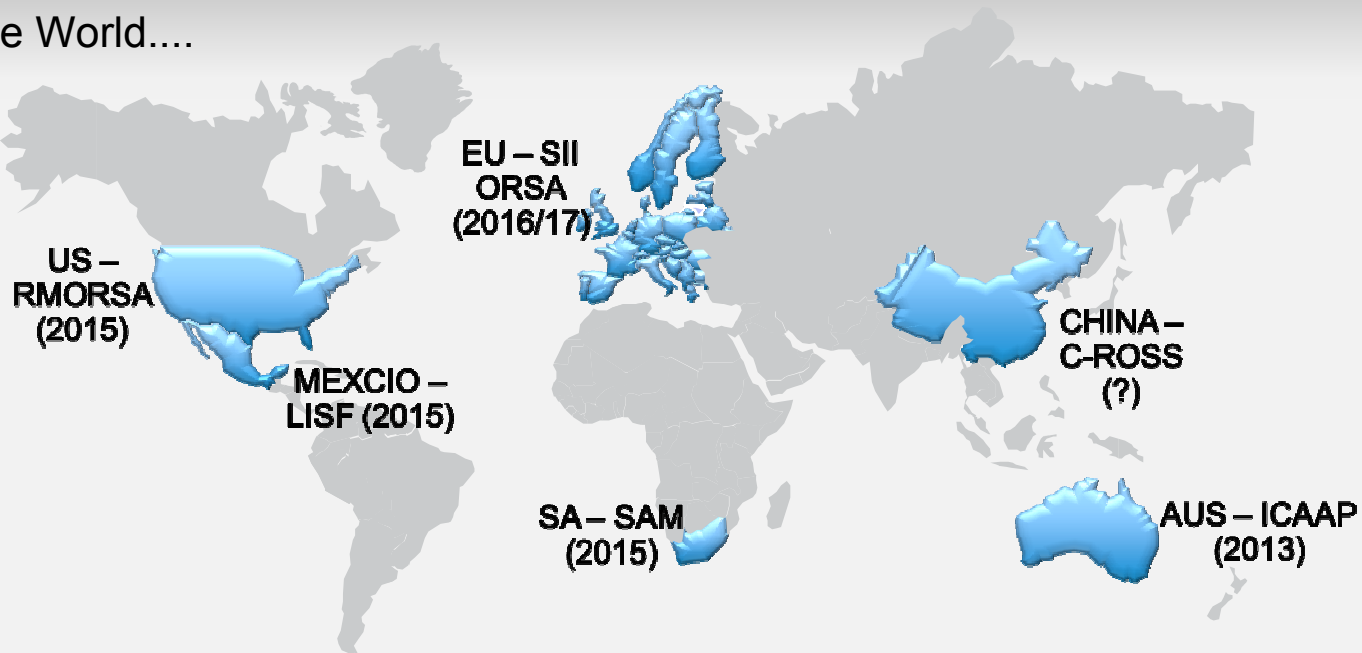 e World....
EU – SII
ORSA
(2016/17)
US –
RMORSA
(2015)
MEXCIO –
LISF (2015)
CHINA –
C-ROSS
(?)
SA – SAM
(2015)
AUS – ICAAP
(2013)